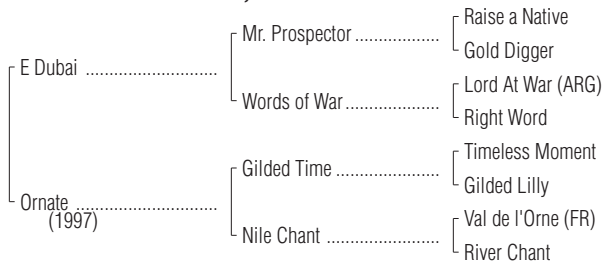 Raise a Native
Mr. Prospector ..................
Gold Digger
E Dubai ............................
Lord At War (ARG)
Words of War....................
Right Word
Timeless Moment
Gilded Time ......................
Gilded Lilly
Ornate ..............................
(1997)
Val de l'Orne (FR)
Nile Chant ........................
River Chant